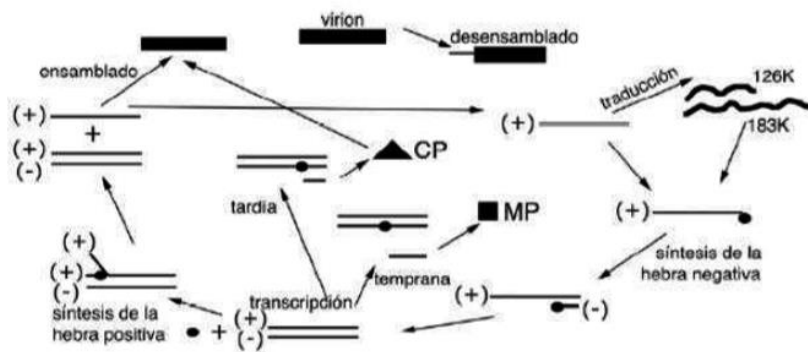 virion
desensamblado
ensamblado
traducción
126K
183K
(+)
+
(+)
(-)
(+)
CP
tardia
MP
temprana
(+)
síntesis de la
hebra negativa
(+)
(-)
(+)
(+)
(-)
síntesis de la
hebra positiva
+
transcripción
(+)
(-)